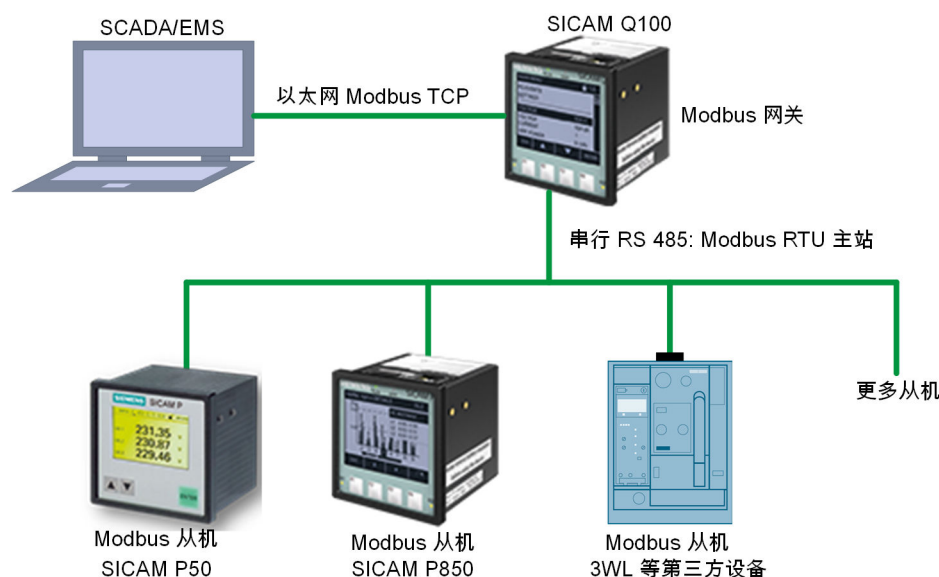 SCADA/EMS
SICAM Q100
以太网 Modbus TCP
Modbus 网关
串行 RS 485: Modbus RTU 主站
更多从机
SIEMENS
SICAM P
231.35
230.87
229.46
Modbus 从机
SICAM P50
Modbus 从机
SICAM P850
Modbus 从机
3WL 等第三方设备